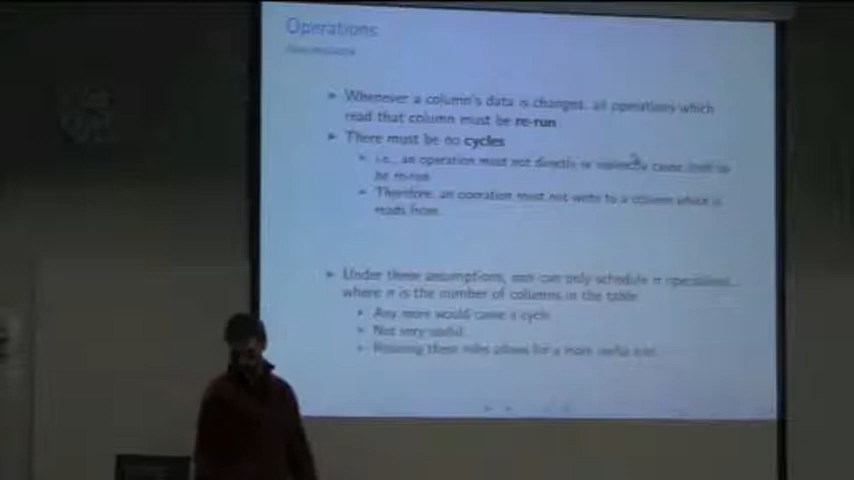 Operations
Whenever a column's data is changed, all operations which
read that column must be re-run
There must be no cycles
i.e., an operation must not directly or indirectly cause itself to
be re-run
Therefore, an operation must not write to a column which it
reads from.
Under these assumptions, one can only schedule n operations,
where n is the number of columns in the table
Any more would cause a cycle
Not very useful.
Relaxing these rules allows for a more useful